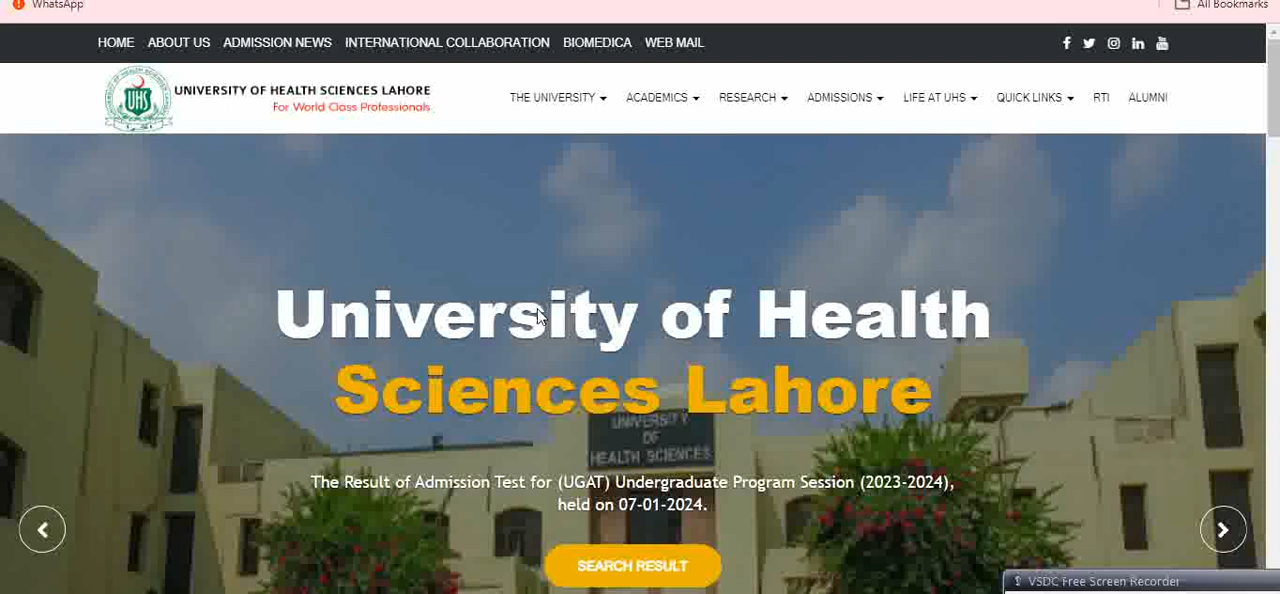 WhatsApp
All Bookmarks
HOME ABOUT US ADMISSION NEWS INTERNATIONAL COLLABORATION BIOMEDICA WEB MAIL
UHS
UNIVERSITY OF HEALTH SCIENCES LAHORE
For World Class Professionals
THE UNIVERSITY ACADEMICS RESEARCH ADMISSIONS LIFE AT UHS QUICK LINKS RTI ALUMNI
University of Health
Sciences Lahore
UNIVERSITY
OF
HEALTH SCIENCES
The Result of Admission Test for (UGAT) Undergraduate Program Session (2023-2024),
held on 07-01-2024.
SEARCH RESULT
VSDC Free Screen Recorder